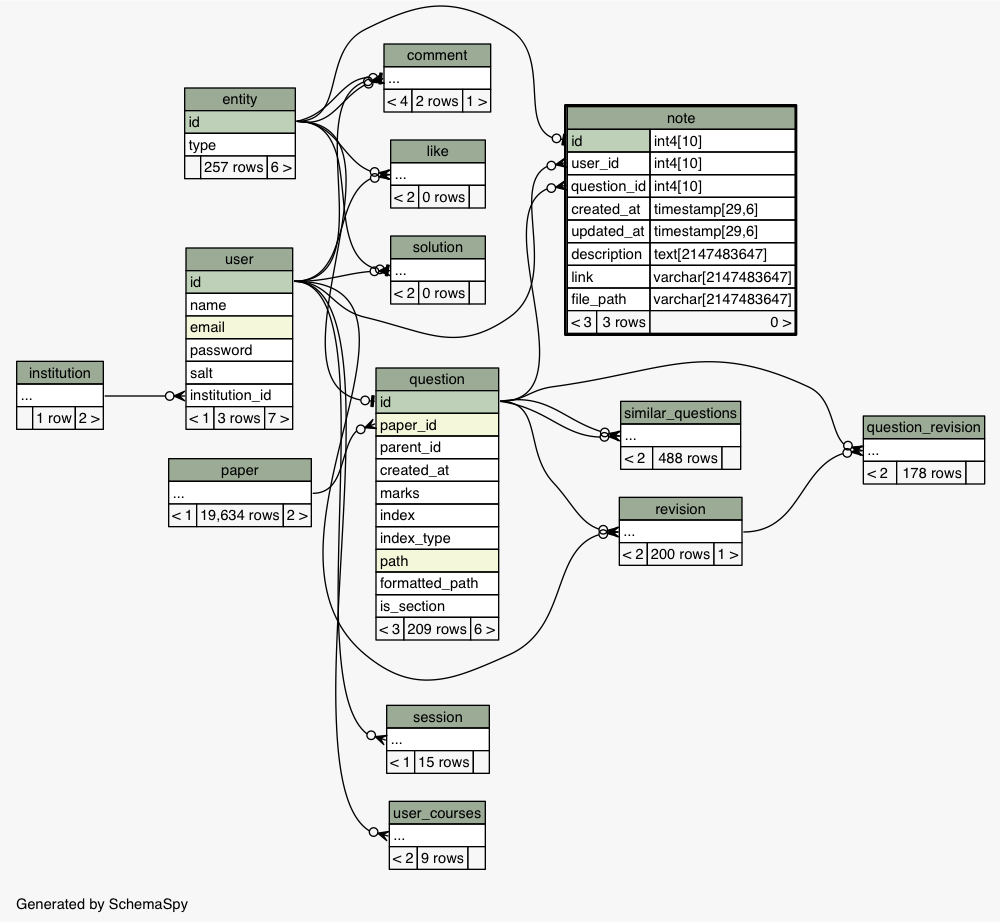 comment
...
< 4 2 rows 1 >
entity
id
type
257 rows 6 >
like
...
< 2 0 rows
note
id int4[10]
user_id int4[10]
question_id int4[10]
created_at timestamp[29,6]
updated_at timestamp[29,6]
description text[2147483647]
link varchar[2147483647]
file_path varchar[2147483647]
< 3 3 rows 0 >
solution
...
< 2 0 rows
user
id
name
email
password
salt
institution_id
< 1 3 rows 7 >
institution
...
1 row 2 >
paper
...
< 1 19,634 rows 2 >
question
id
paper_id
parent_id
created_at
marks
index
index_type
path
formatted_path
is_section
< 3 209 rows 6 >
similar_questions
...
< 2 488 rows
question_revision
...
< 2 178 rows
revision
...
< 2 200 rows 1 >
session
...
< 1 15 rows
user_courses
...
< 2 9 rows
Generated by SchemaSpy